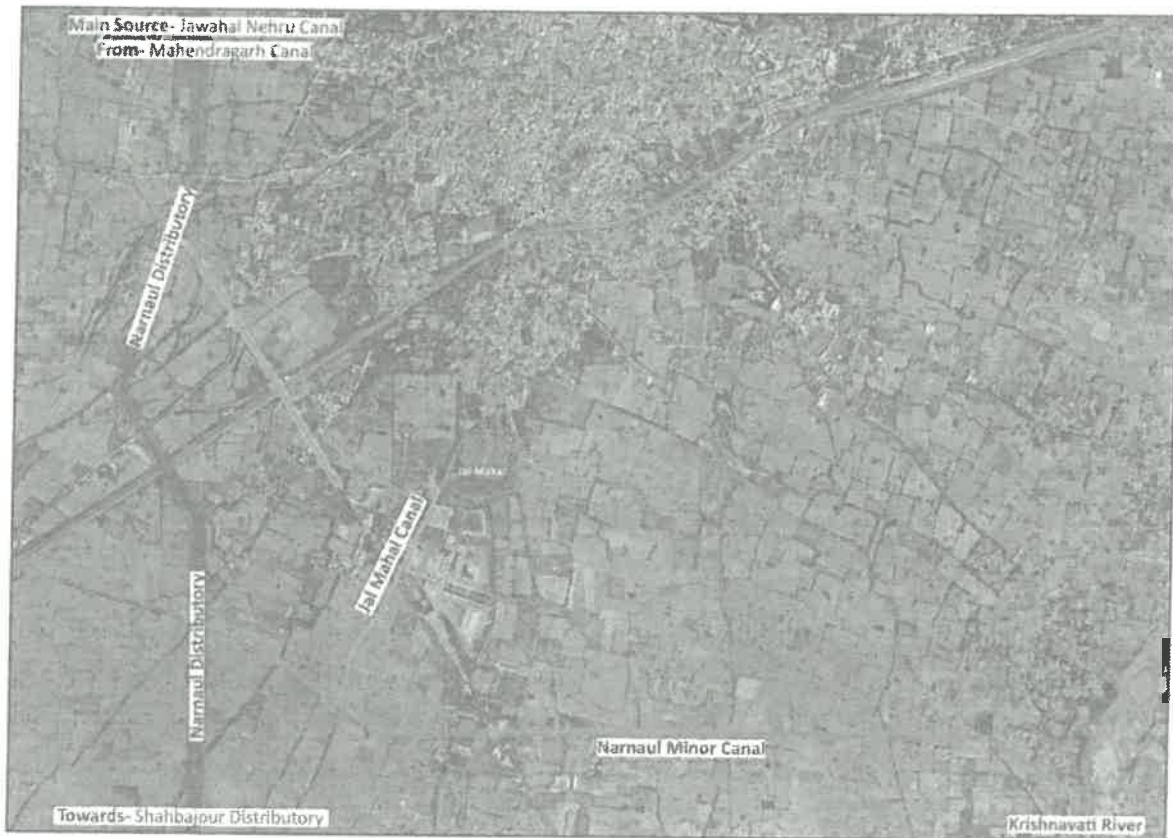 Main Source- Jawahal Nehru Canal
From- Mahendragarh Canal
Narnaul Distributory
Jal Mahal
Jal Mahal Canal
Narnaul Distributory
Narnaul Minor Canal
Towards- Shahbajpur Distributory
Krishnavati River